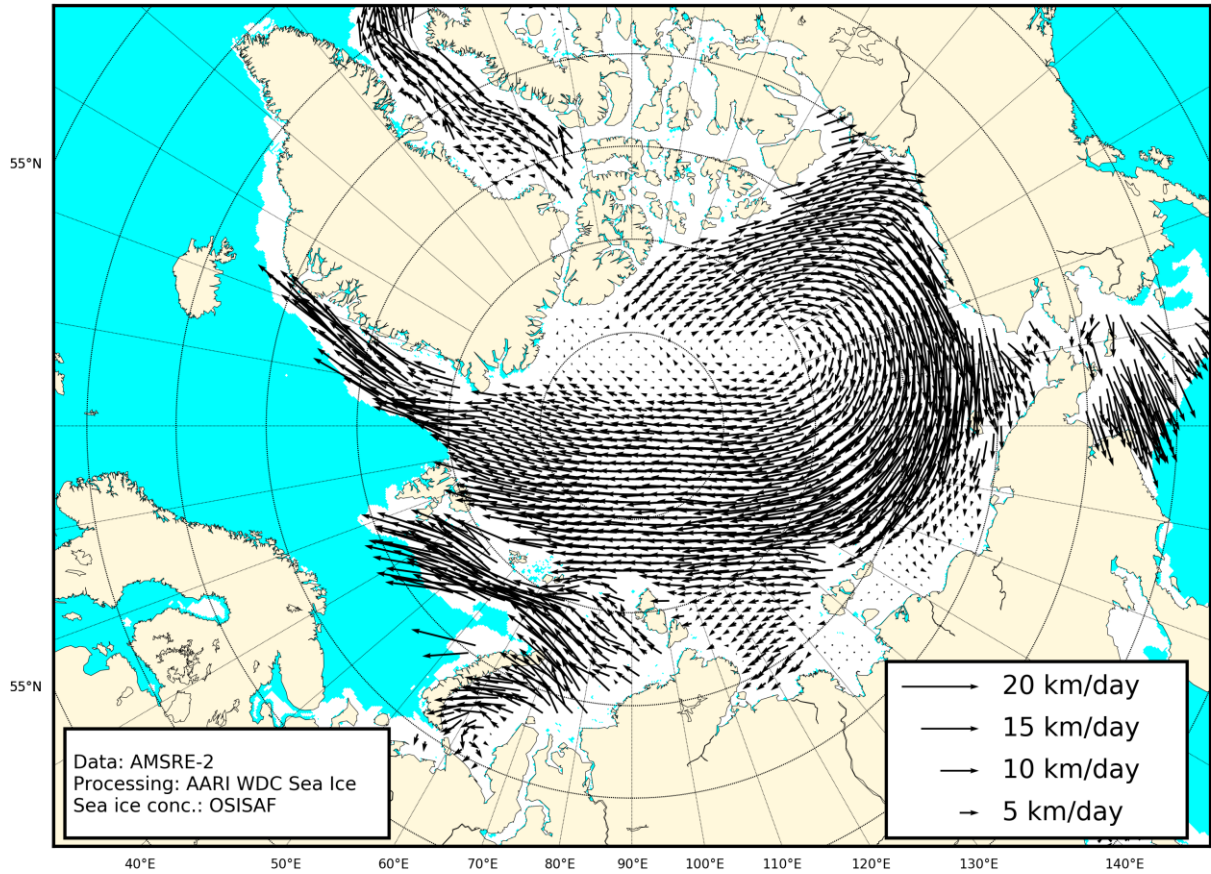 55°N
55°N
Data: AMSRE-2
Processing: AARI WDC Sea Ice
Sea ice conc.: OSISAF
20 km/day
15 km/day
10 km/day
5 km/day
40°E 50°E 60°E 70°E 80°E 90°E 100°E 110°E 120°E 130°E 140°E